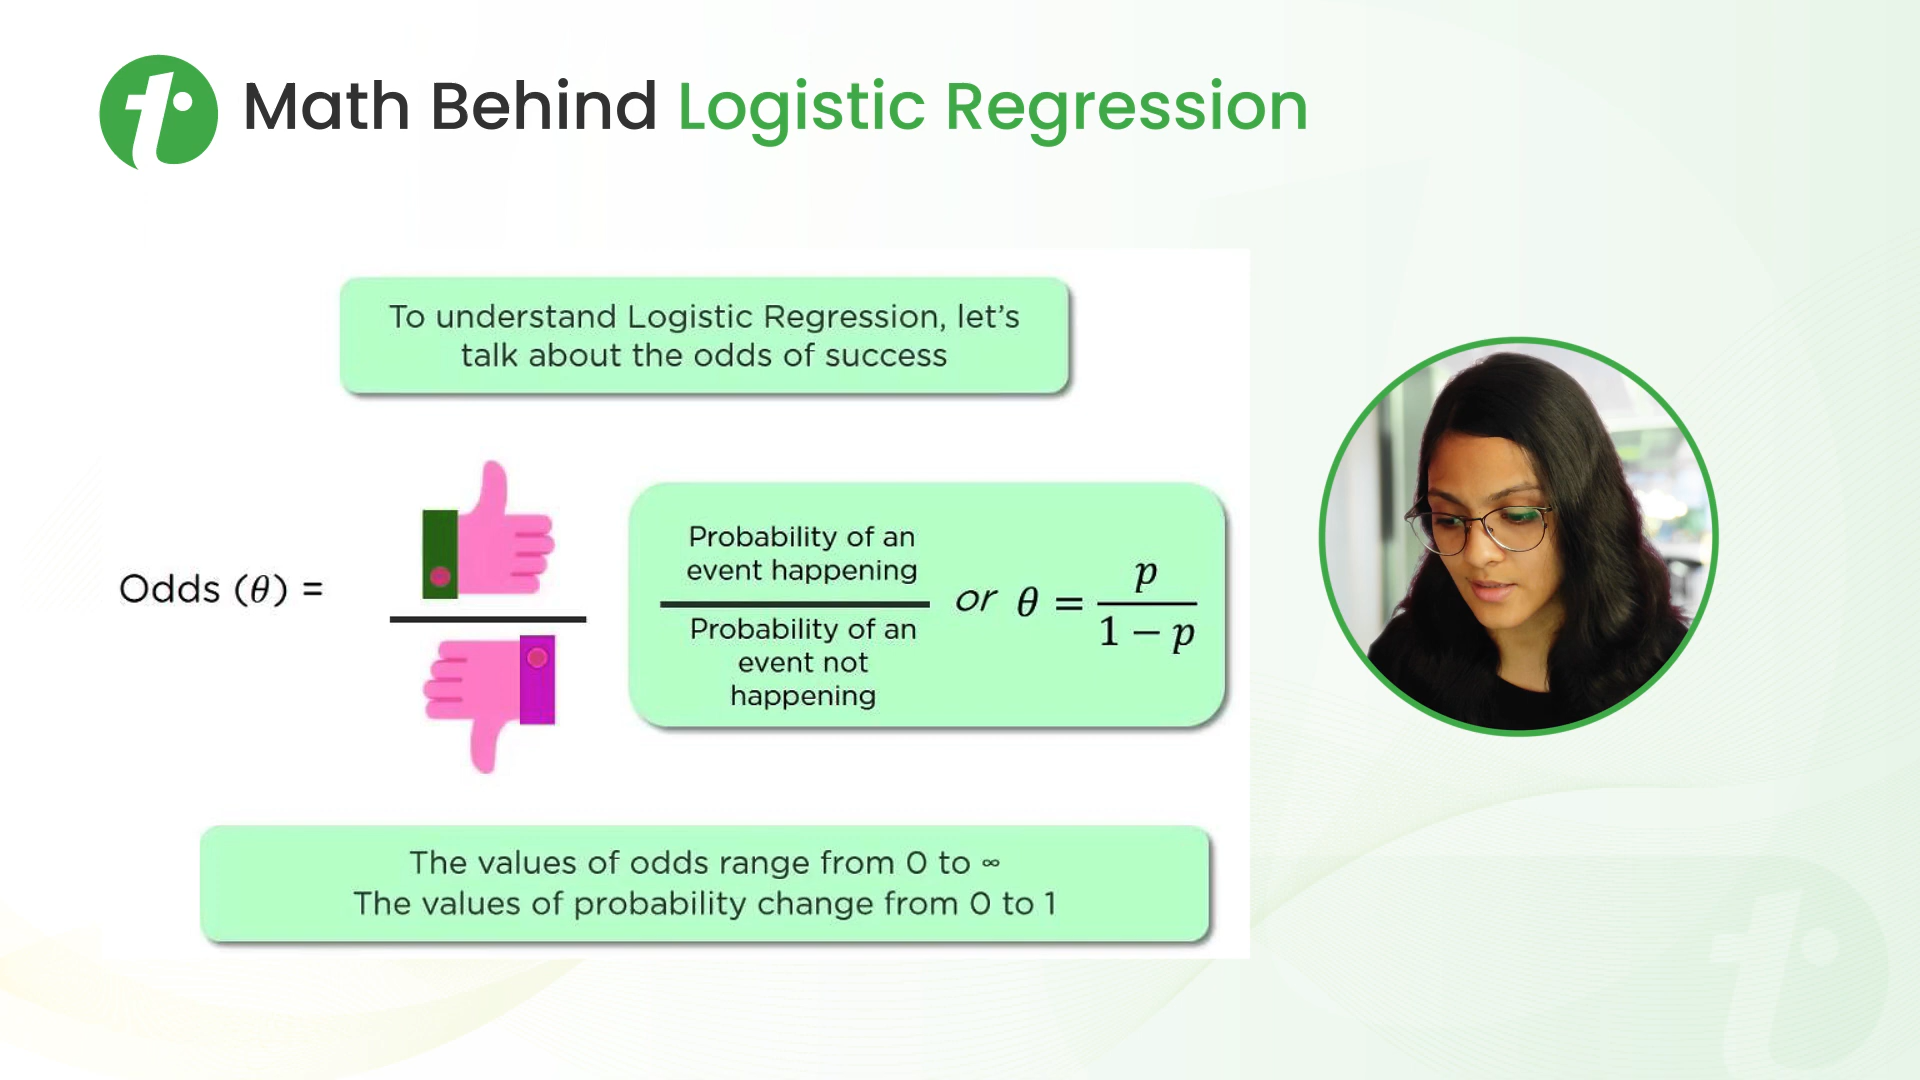 Math Behind Logistic Regression
To understand Logistic Regression, let's
talk about the odds of success
Odds (θ) =
Probability of an
event happening
Probability of an
event not
happening
or θ = p / 1 − p
The values of odds range from 0 to ∞
The values of probability change from 0 to 1